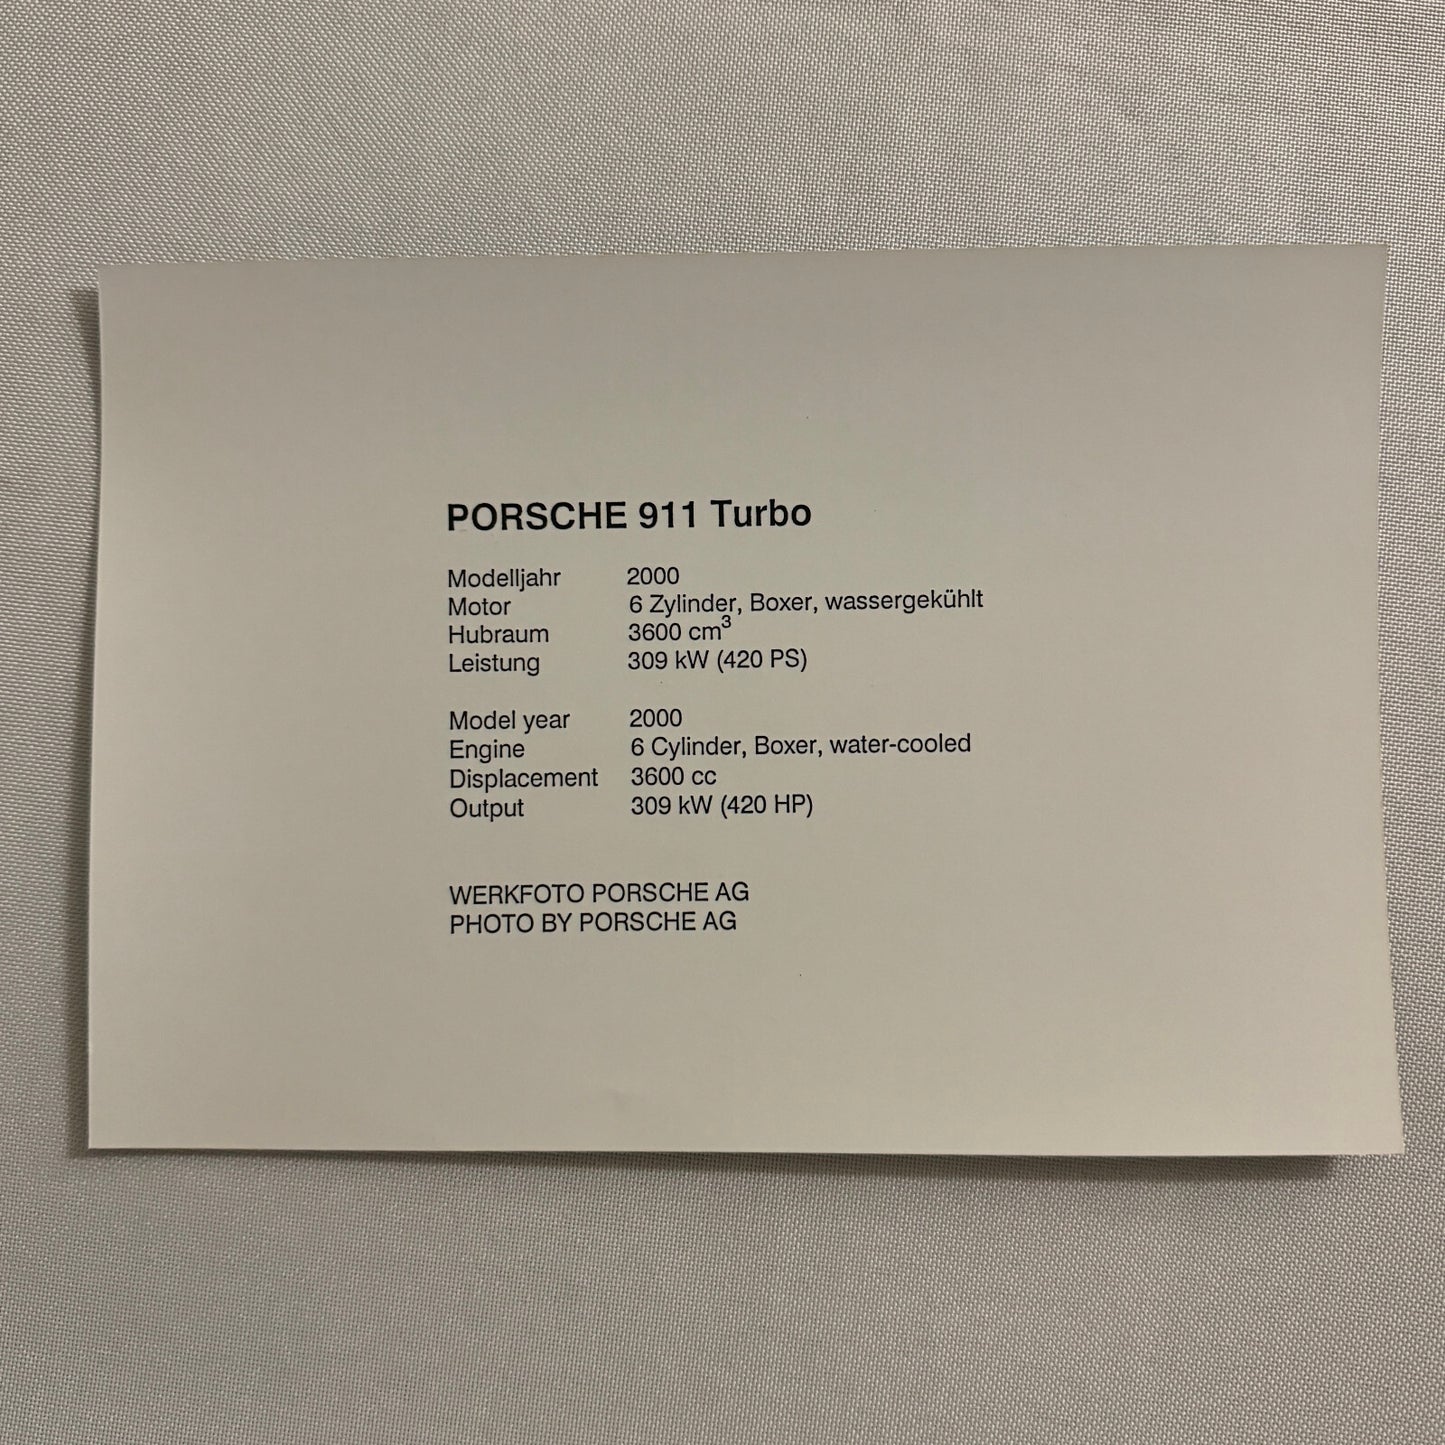 PORSCHE 911 Turbo
Modelljahr 2000
Motor 6 Zylinder, Boxer, wassergekühlt
Hubraum 3600 cm³
Leistung 309 kW (420 PS)
Model year 2000
Engine 6 Cylinder, Boxer, water-cooled
Displacement 3600 cc
Output 309 kW (420 HP)
WERKFOTO PORSCHE AG
PHOTO BY PORSCHE AG